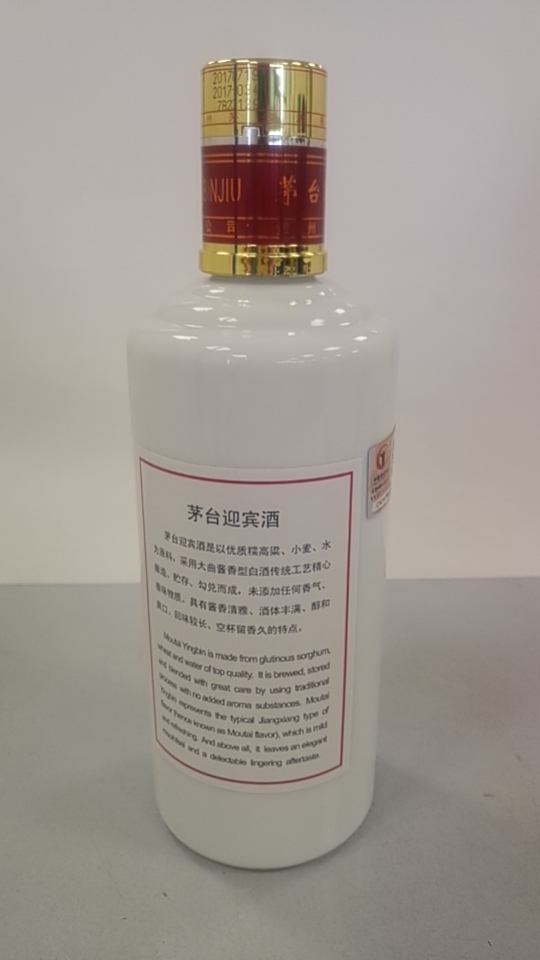 茅台
茅台迎宾酒
茅台迎宾酒是以优质糯高粱、小麦、水
为原料，采用大曲酱香型白酒传统工艺精心
酿造、贮存、勾兑而成，未添加任何香气、
香味物质，具有酱香清雅、酒体丰满、醇和
爽口、回味较长、空杯留香久的特点。
Moutai Yingbin is made from glutinous sorghum,
wheat and water of top quality. It is brewed, stored
and blended with great care by using traditional
process with no added aroma substances. Moutai
Yingbin represents the typical Jiangxiang type of
flavor (hence known as Moutai flavor), which is mild
and refreshing. And above all, it leaves an elegant
mouthfeel and a delectable lingering aftertaste.